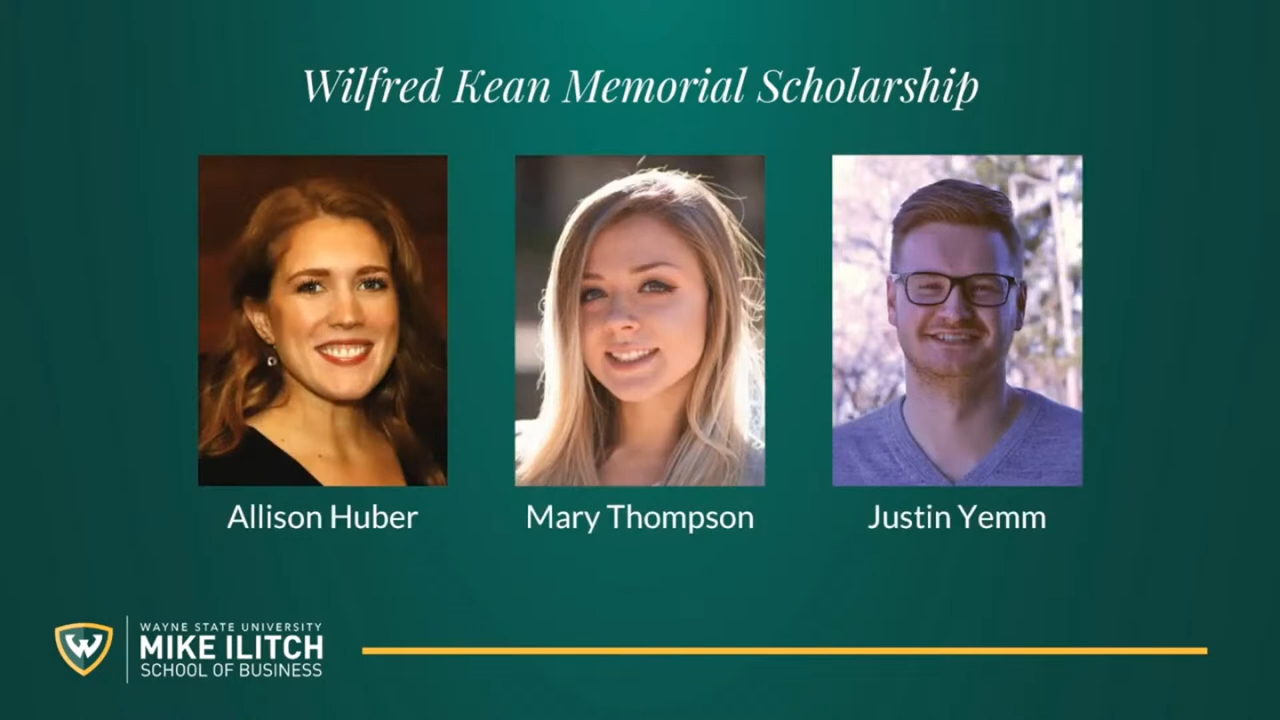 Wilfred Kean Memorial Scholarship
Allison Huber
Mary Thompson
Justin Yemm
W
WAYNE STATE UNIVERSITY
MIKE ILITCH
SCHOOL OF BUSINESS